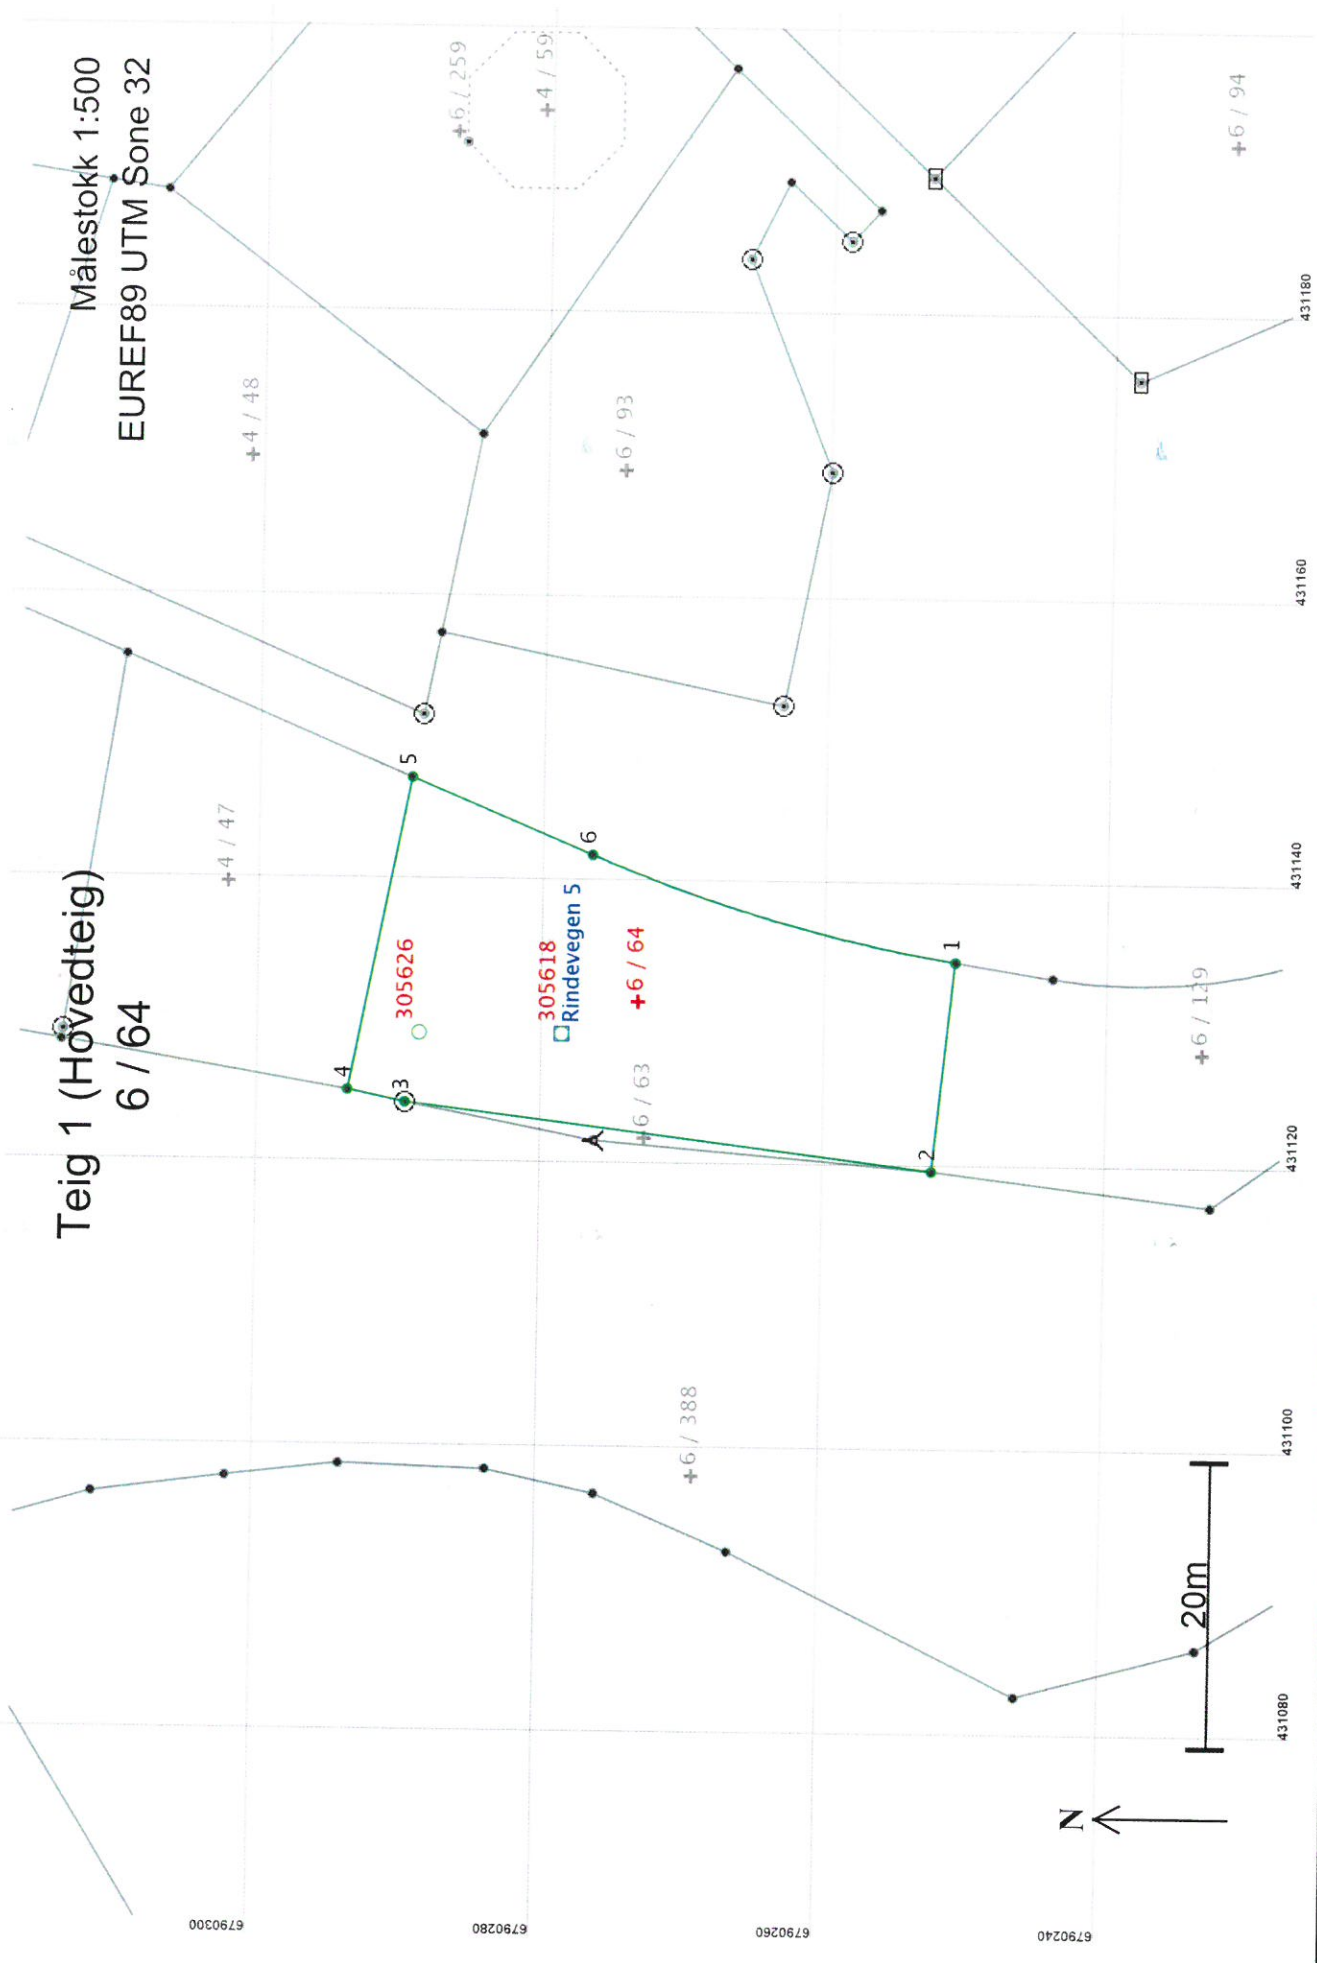 Teig 1 (Hovedteig)
6 / 64
Målestokk 1:500
EUREF89 UTM Sone 32
6 / 259
4 / 59
6 / 94
4 / 48
6 / 93
4 / 47
5
6
4
3
305626
305618
Rindevegen 5
6 / 64
6 / 63
2
1
6 / 129
6 / 388
20m
N
431180
431160
431140
431120
431100
431080
6790300
6790280
6790260
6790240